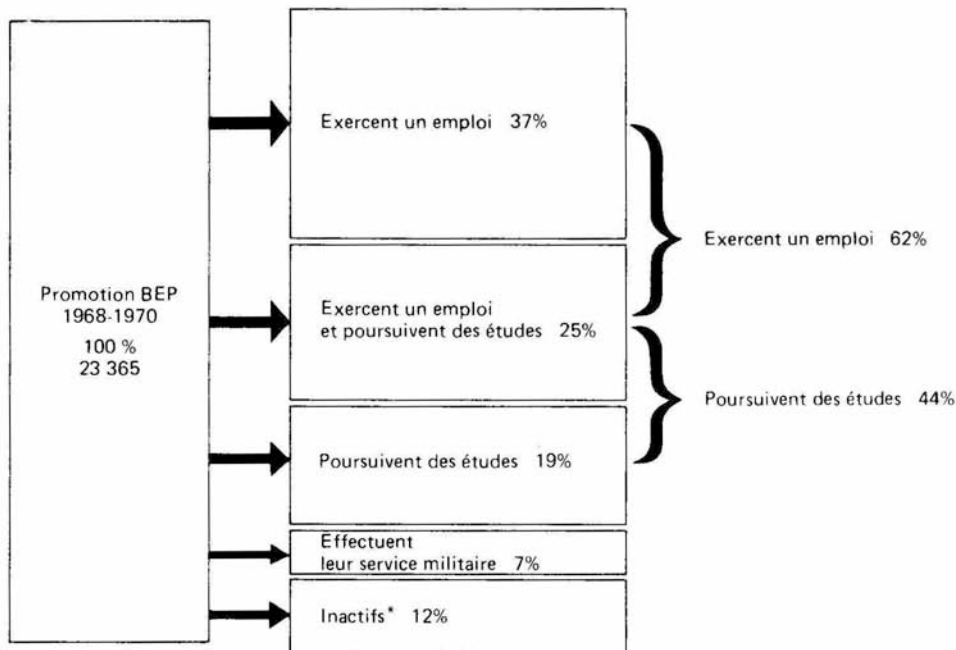 Promotion BEP
1968-1970
100 %
23 365
Exercent un emploi 37%
Exercent un emploi
et poursuivent des études 25%
Poursuivent des études 19%
Effectuent
leur service militaire 7%
Inactifs* 12%
Exercent un emploi 62%
Poursuivent des études 44%